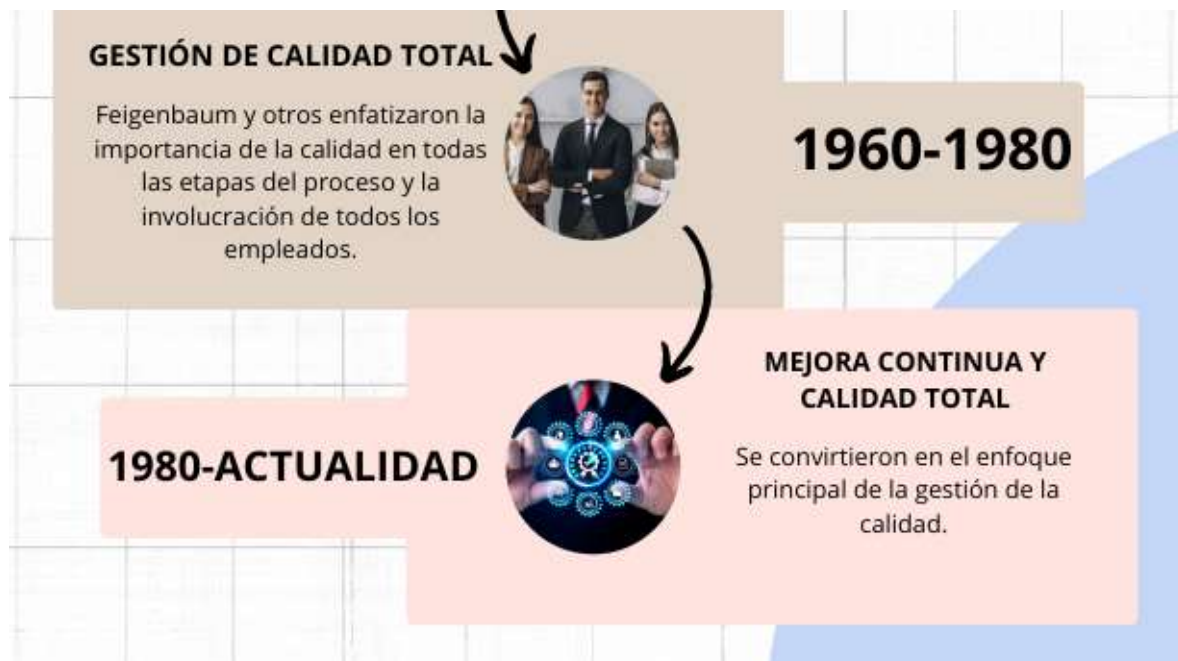 GESTIÓN DE CALIDAD TOTAL
Feigenbaum y otros enfatizaron la
importancia de la calidad en todas
las etapas del proceso y la
involucración de todos los
empleados.
1960-1980
MEJORA CONTINUA Y
CALIDAD TOTAL
Se convirtieron en el enfoque
principal de la gestión de la
calidad.
1980-ACTUALIDAD